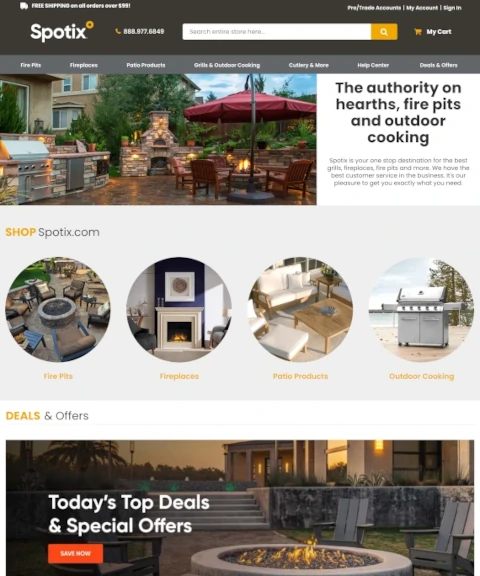 FREE SHIPPING on all orders over $99!
Pro/Trade Accounts | My Account | Sign In
Spotix
888.977.6849
Search entire store here...
My Cart
Fire Pits Fireplaces Patio Products Grills & Outdoor Cooking Cutlery & More Help Center Deals & Offers
The authority on
hearths, fire pits
and outdoor
cooking
Spotix is your one stop destination for the best
grills, fireplaces, fire pits and more. We have the
best customer service in the business, it's our
pleasure to get you exactly what you need.
SHOP Spotix.com
Fire Pits Fireplaces Patio Products Outdoor Cooking
DEALS & Offers
Today's Top Deals
& Special Offers
SAVE NOW